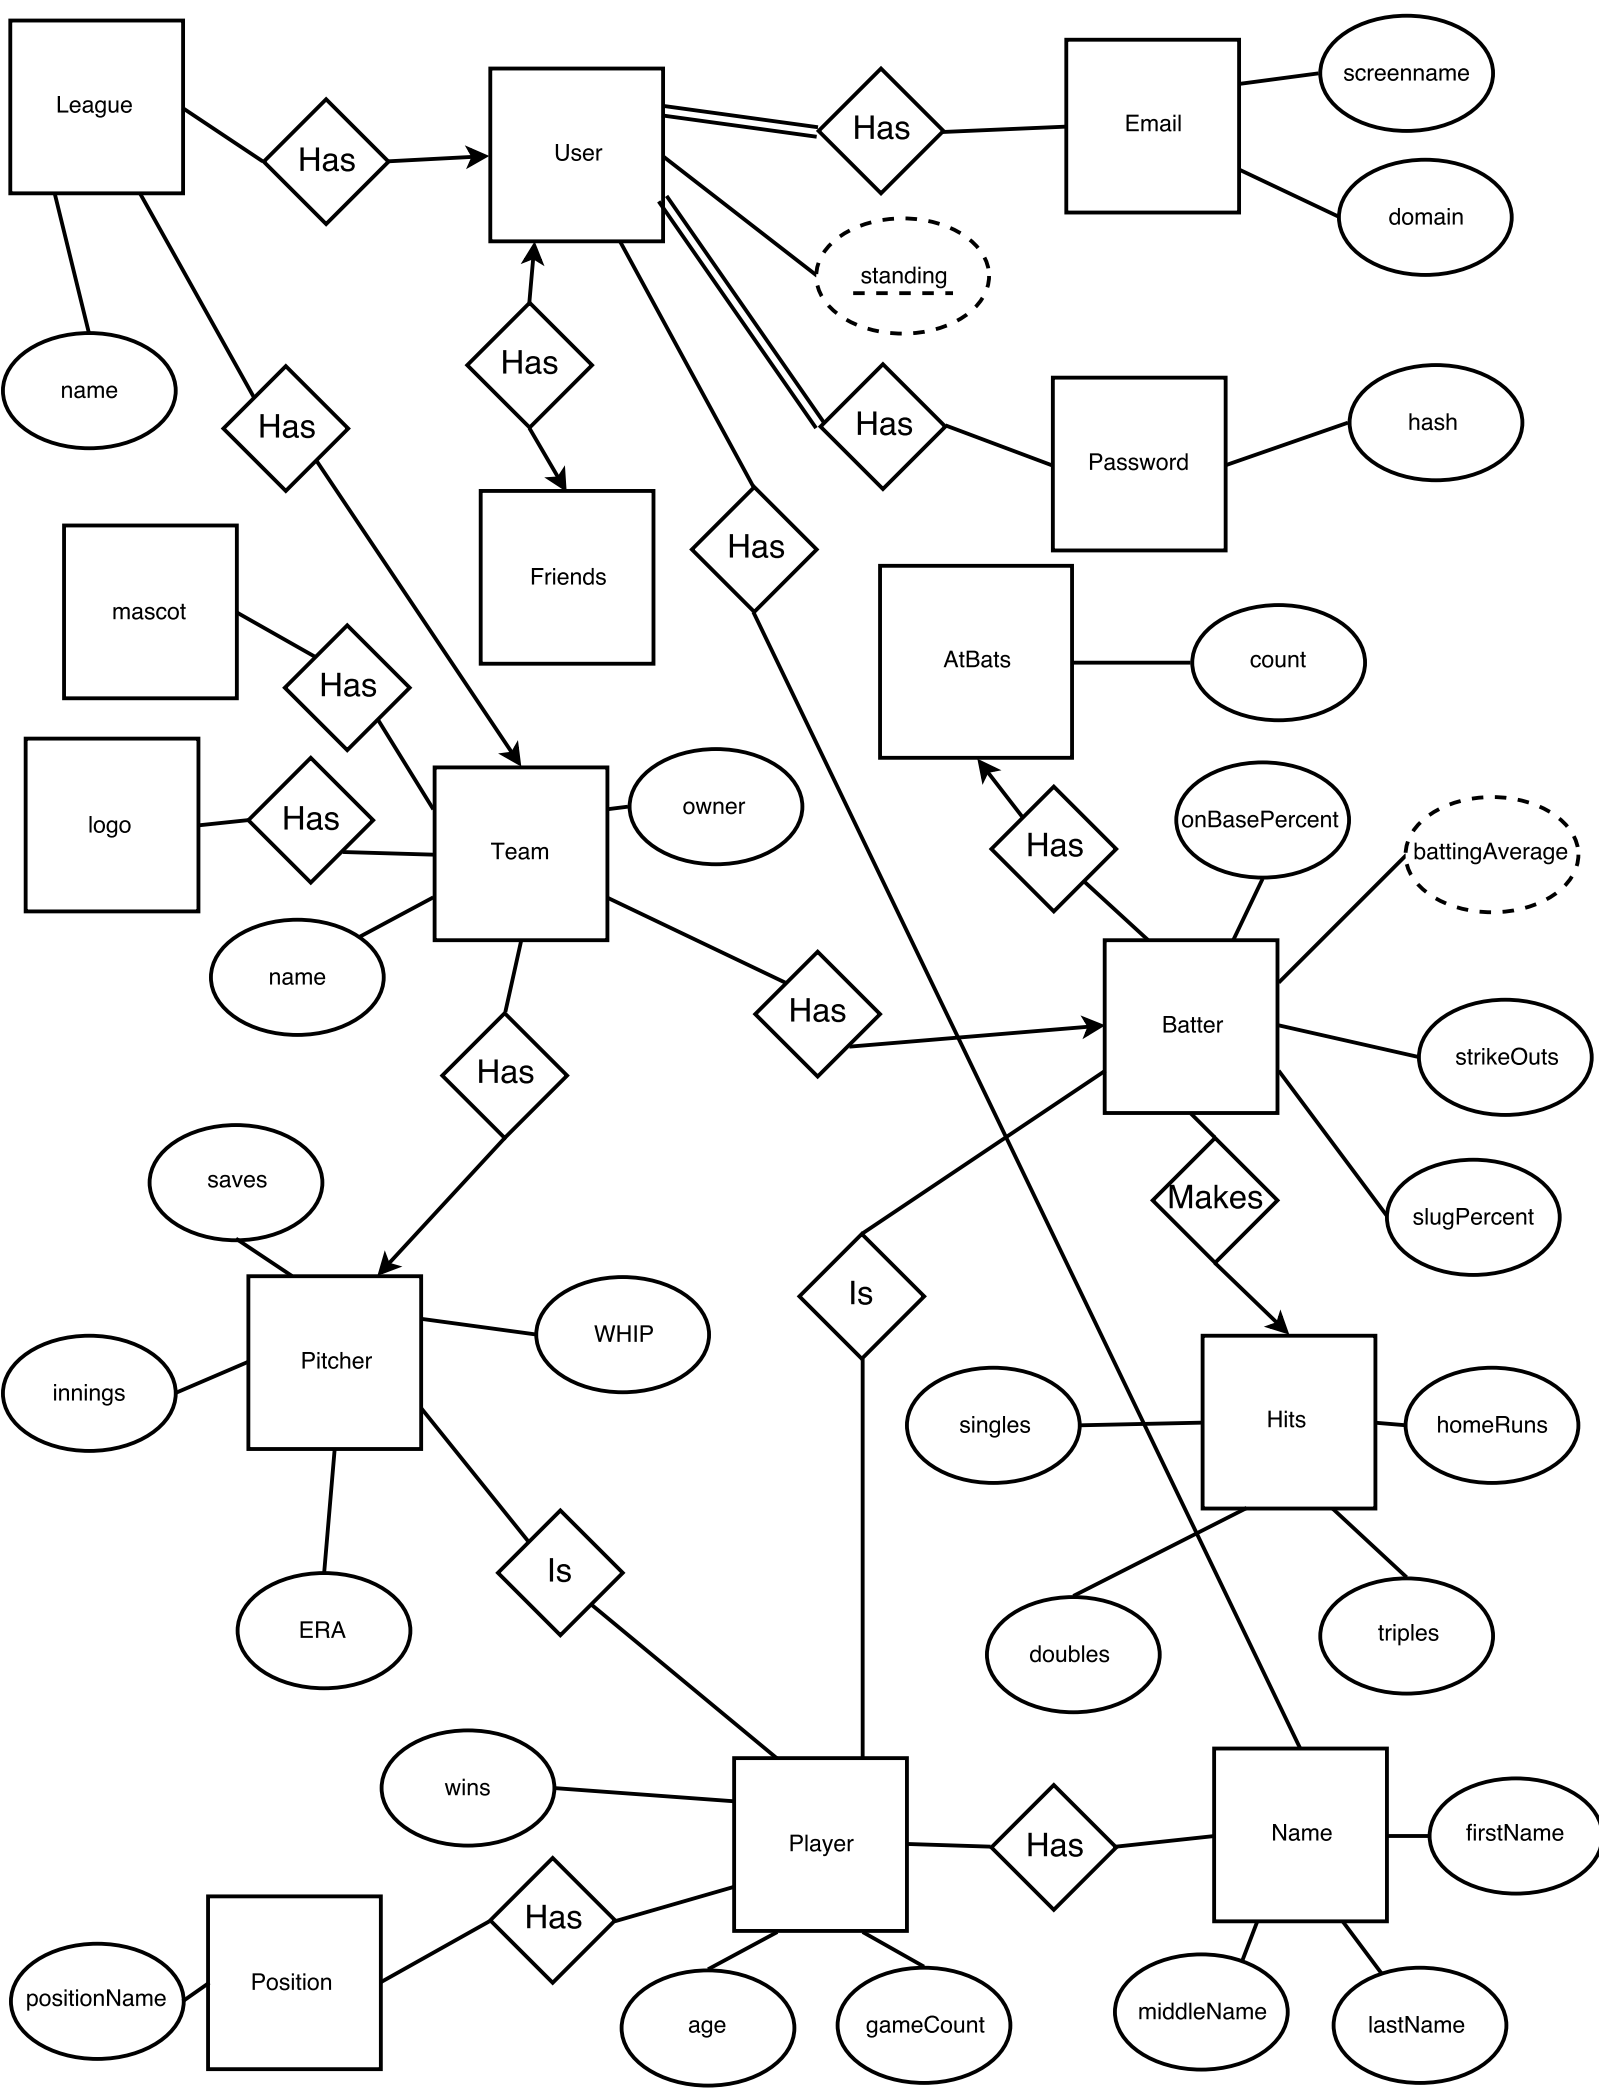 League
Has
User
Has
Email
screenname
domain
standing
name
Has
Has
Has
Password
hash
Has
Friends
mascot
Has
AtBats
count
logo
Has
Team
owner
Has
onBasePercent
battingAverage
name
Has
Batter
strikeOuts
Has
saves
Makes
slugPercent
Is
Pitcher
WHIP
innings
singles
Hits
homeRuns
Is
ERA
doubles
triples
wins
Player
Has
Name
firstName
Has
Position
positionName
age
gameCount
middleName
lastName